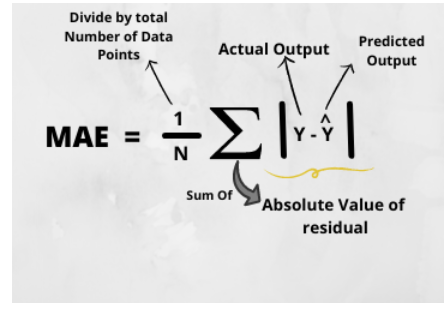 Divide by total
Number of Data
Points
Actual Output
Predicted
Output
MAE = 1/N ∑ |Y - Ŷ|
Sum Of
Absolute Value of
residual